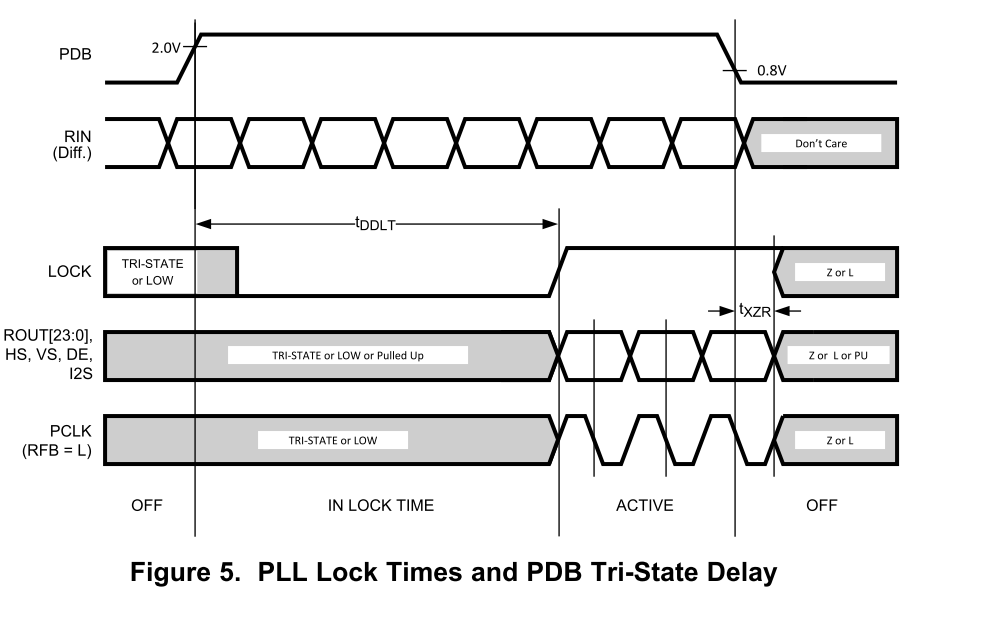 PDB
2.0V
0.8V
RIN
(Diff.)
Don't Care
tDDLT
LOCK
TRI-STATE
or LOW
Z or L
tXZR
ROUT[23:0],
HS, VS, DE,
I2S
TRI-STATE or LOW or Pulled Up
Z or L or PU
PCLK
(RFB = L)
TRI-STATE or LOW
Z or L
OFF
IN LOCK TIME
ACTIVE
OFF
Figure 5. PLL Lock Times and PDB Tri-State Delay